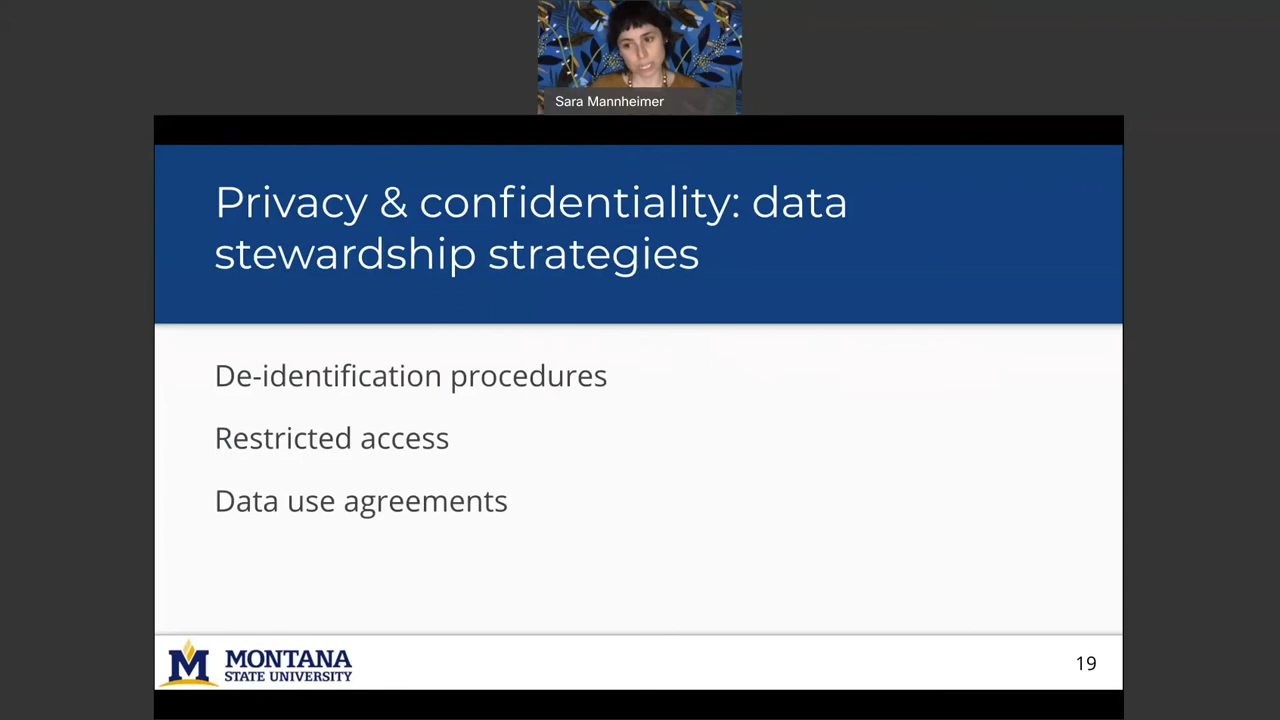 Sara Mannheimer
Privacy & confidentiality: data
stewardship strategies
De-identification procedures
Restricted access
Data use agreements
M MONTANA
STATE UNIVERSITY
19